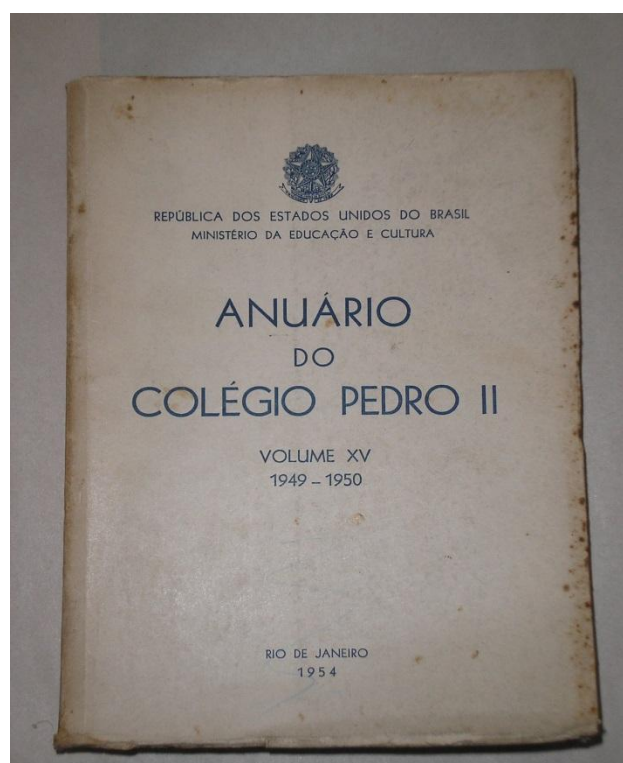 REPÚBLICA DOS ESTADOS UNIDOS DO BRASIL
MINISTÉRIO DA EDUCAÇÃO E CULTURA
ANUÁRIO
DO
COLÉGIO PEDRO II
VOLUME XV
1949 – 1950
RIO DE JANEIRO
1954